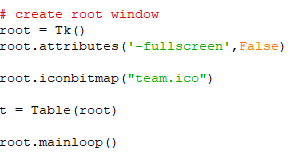 # create root window
root = Tk()
root.attributes('-fullscreen',False)
root.iconbitmap("team.ico")
t = Table(root)
root.mainloop()